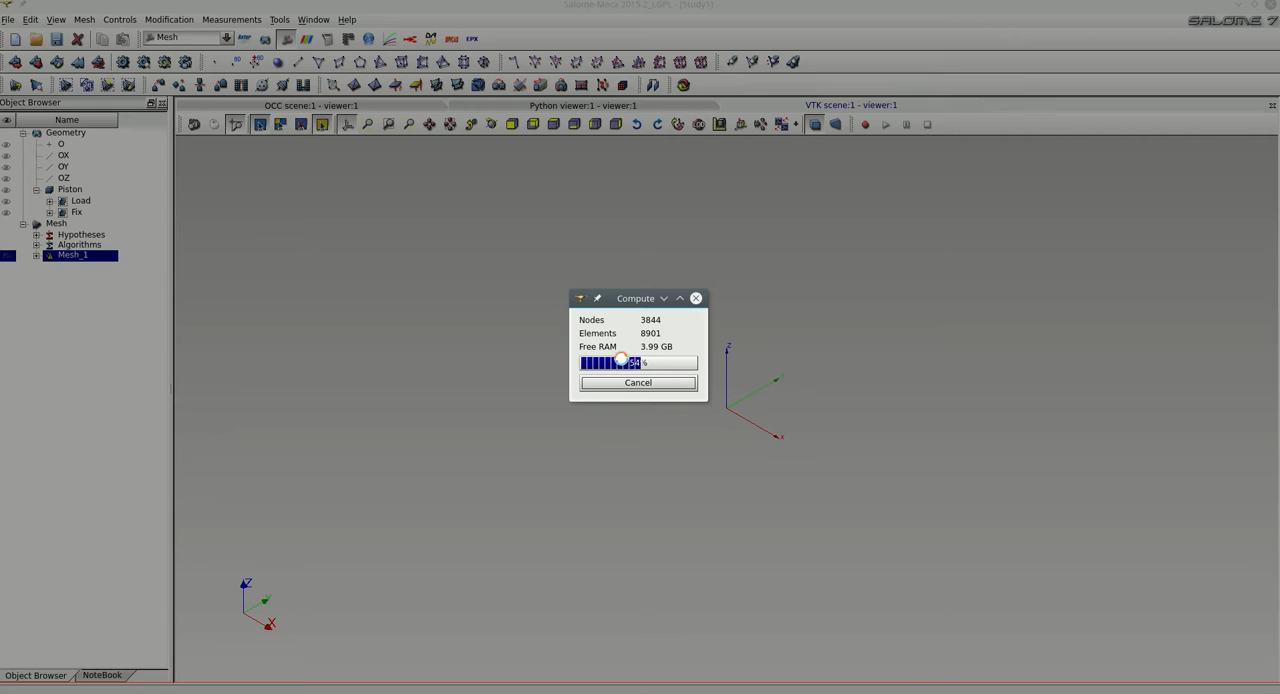 Salome-Meca 2015.2_LGPL - [Study1]
File Edit View Mesh Controls Modification Measurements Tools Window Help
SALOME 7
Mesh
EPX
Object Browser
OCC scene:1 - viewer:1
Python viewer:1 - viewer:1
VTK scene:1 - viewer:1
Name
Geometry
O
OX
OY
OZ
Piston
Load
Fix
Mesh
Hypotheses
Algorithms
Mesh_1
Compute
Nodes 3844
Elements 8901
Free RAM 3.99 GB
54%
Cancel
Z
X
Z
Y
X
Object Browser
NoteBook